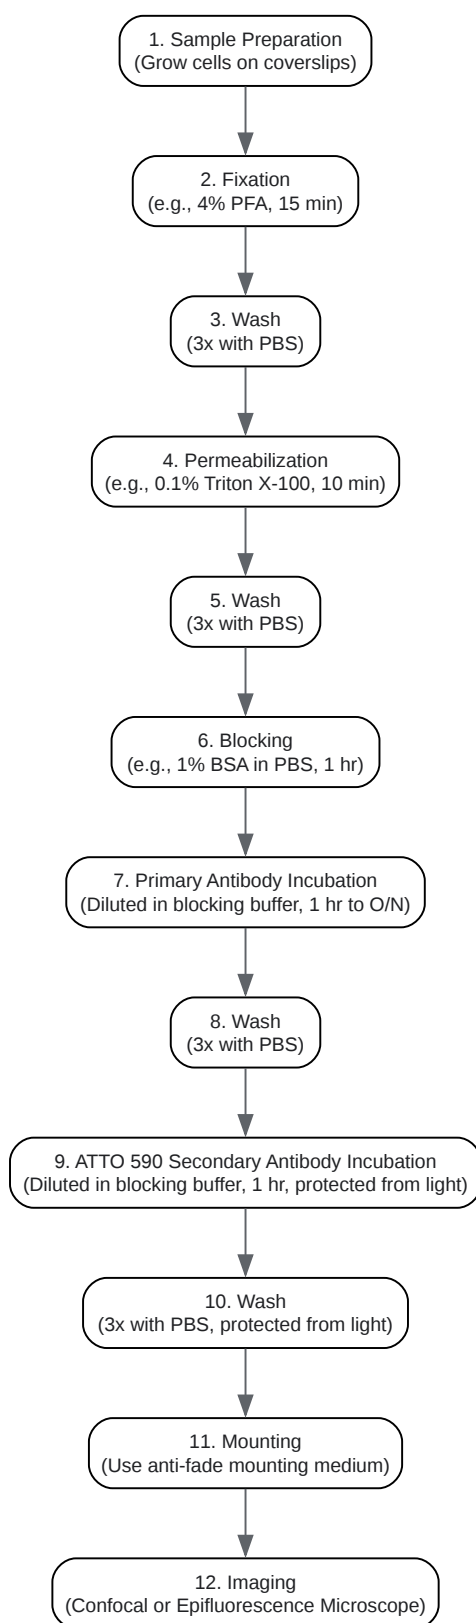 1. Sample Preparation
(Grow cells on coverslips)
2. Fixation
(e.g., 4% PFA, 15 min)
3. Wash
(3x with PBS)
4. Permeabilization
(e.g., 0.1% Triton X-100, 10 min)
5. Wash
(3x with PBS)
6. Blocking
(e.g., 1% BSA in PBS, 1 hr)
7. Primary Antibody Incubation
(Diluted in blocking buffer, 1 hr to O/N)
8. Wash
(3x with PBS)
9. ATTO 590 Secondary Antibody Incubation
(Diluted in blocking buffer, 1 hr, protected from light)
10. Wash
(3x with PBS, protected from light)
11. Mounting
(Use anti-fade mounting medium)
12. Imaging
(Confocal or Epifluorescence Microscope)